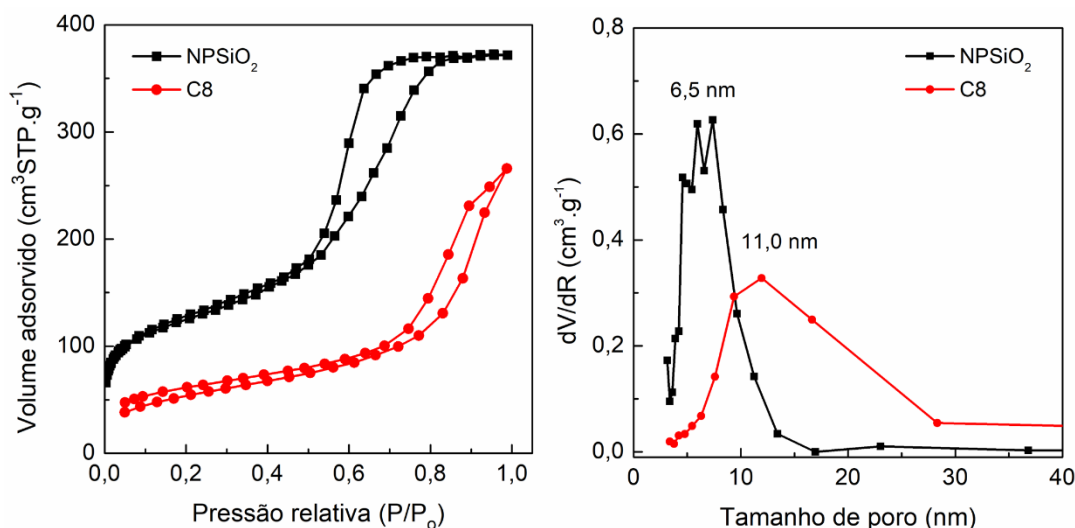 400
300
200
100
0
0,0 0,2 0,4 0,6 0,8 1,0
Volume adsorvido (cm³STP.g⁻¹)
Pressão relativa (P/Pₒ)
NPSiO₂
C8
0,8
0,6
0,4
0,2
0,0
0 10 20 30 40
dV/dR (cm³.g⁻¹)
Tamanho de poro (nm)
NPSiO₂
C8
6,5 nm
11,0 nm